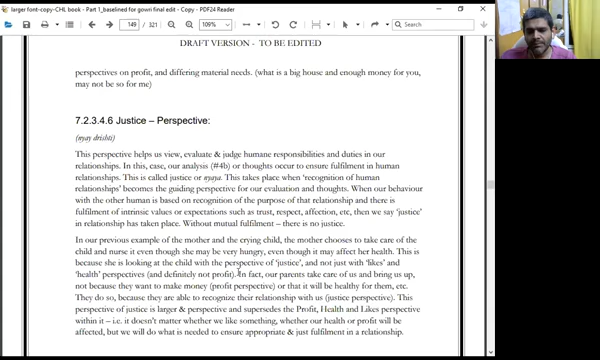 larger font-copy-CHL book - Part 1_baselined for gowri final edit - Copy - PDF24 Reader
149 / 321
109%
DRAFT VERSION - TO BE EDITED
perspectives on profit, and differing material needs. (what is a big house and enough money for you,
may not be so for me)
7.2.3.4.6 Justice – Perspective:
(nyay drishti)
This perspective helps us view, evaluate & judge humane responsibilities and duties in our
relationships. In this, case, our analysis (#4b) or thoughts occur to ensure fulfilment in human
relationships. This is called justice or nyaya. This takes place when ‘recognition of human
relationships’ becomes the guiding perspective for our evaluation and thoughts. When our behaviour
with the other human is based on recognition of the purpose of that relationship and there is
fulfilment of intrinsic values or expectations such as trust, respect, affection, etc, then we say ‘justice’
in relationship has taken place. Without mutual fulfilment – there is no justice.
In our previous example of the mother and the crying child, the mother chooses to take care of the
child and nurse it even though she may be very hungry, even though it may affect her health. This is
because she is looking at the child with the perspective of ‘justice’, and not just with ‘likes’ and
‘health’ perspectives (and definitely not profit). In fact, our parents take care of us and bring us up,
not because they want to make money (profit perspective) or that it will be healthy for them, etc.
They do so, because they are able to recognize their relationship with us (justice perspective). This
perspective of justice is larger & perspective and supersedes the Profit, Health and Likes perspective
within it – i.e. it doesn’t matter whether we like something, whether our health or profit will be
affected, but we will do what is needed to ensure appropriate & just fulfilment in a relationship.